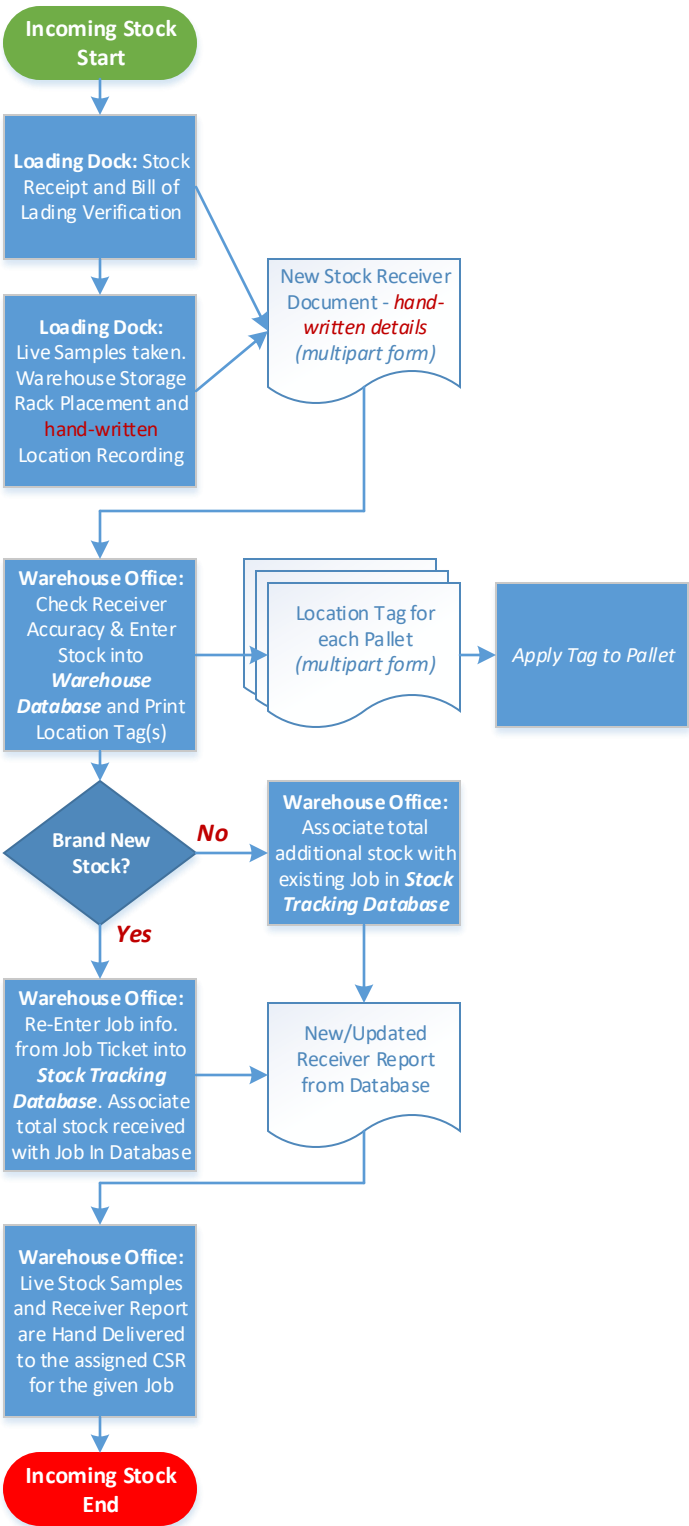 Incoming Stock
Start
Loading Dock: Stock
Receipt and Bill of
Lading Verification
New Stock Receiver
Document - hand-
written details
(multipart form)
Loading Dock:
Live Samples taken.
Warehouse Storage
Rack Placement and
hand-written
Location Recording
Warehouse Office:
Check Receiver
Accuracy & Enter
Stock into
Warehouse
Database and Print
Location Tag(s)
Location Tag for
each Pallet
(multipart form)
Apply Tag to Pallet
Brand New
Stock?
No
Warehouse Office:
Associate total
additional stock with
existing Job in Stock
Tracking Database
Yes
Warehouse Office:
Re-Enter Job info.
from Job Ticket into
Stock Tracking
Database. Associate
total stock received
with Job In Database
New/Updated
Receiver Report
from Database
Warehouse Office:
Live Stock Samples
and Receiver Report
are Hand Delivered
to the assigned CSR
for the given Job
Incoming Stock
End